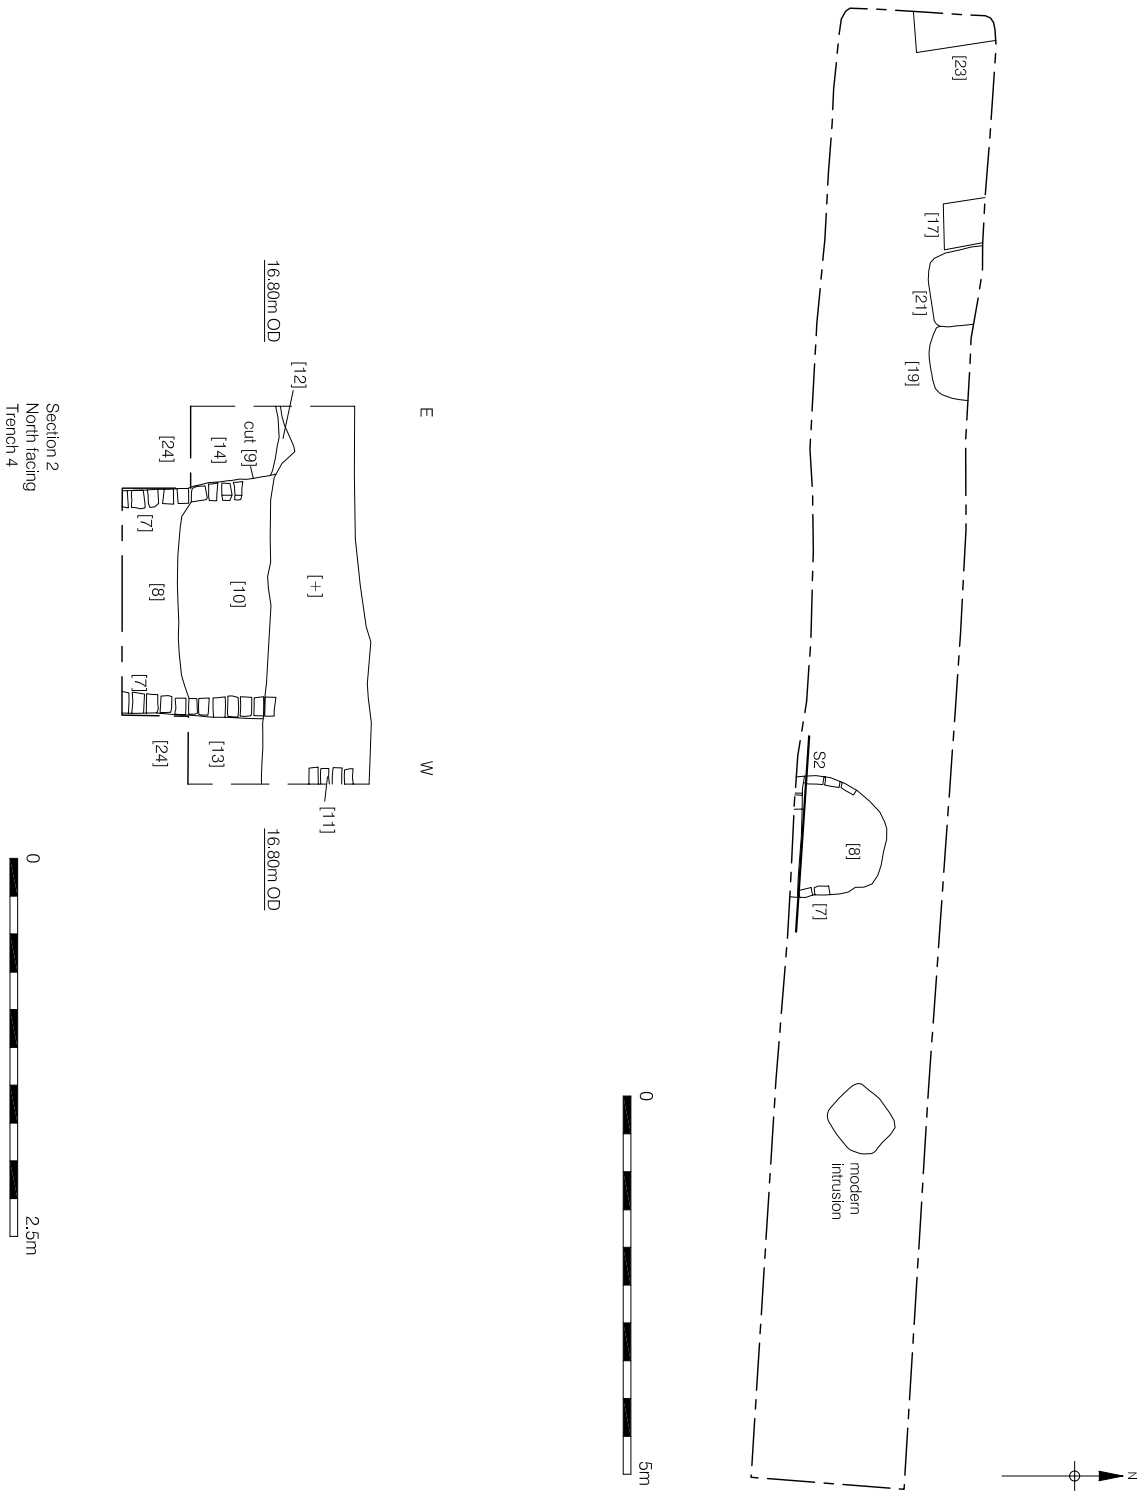 N
[23]
[17]
[21]
[19]
S2
[8]
[7]
modern
intrusion
0
5m
E
W
16.80m OD
16.80m OD
[12]
[+]
[11]
cut [9]
[14]
[10]
[13]
[24]
[7]
[8]
[7]
[24]
Section 2
North facing
Trench 4
0
2.5m